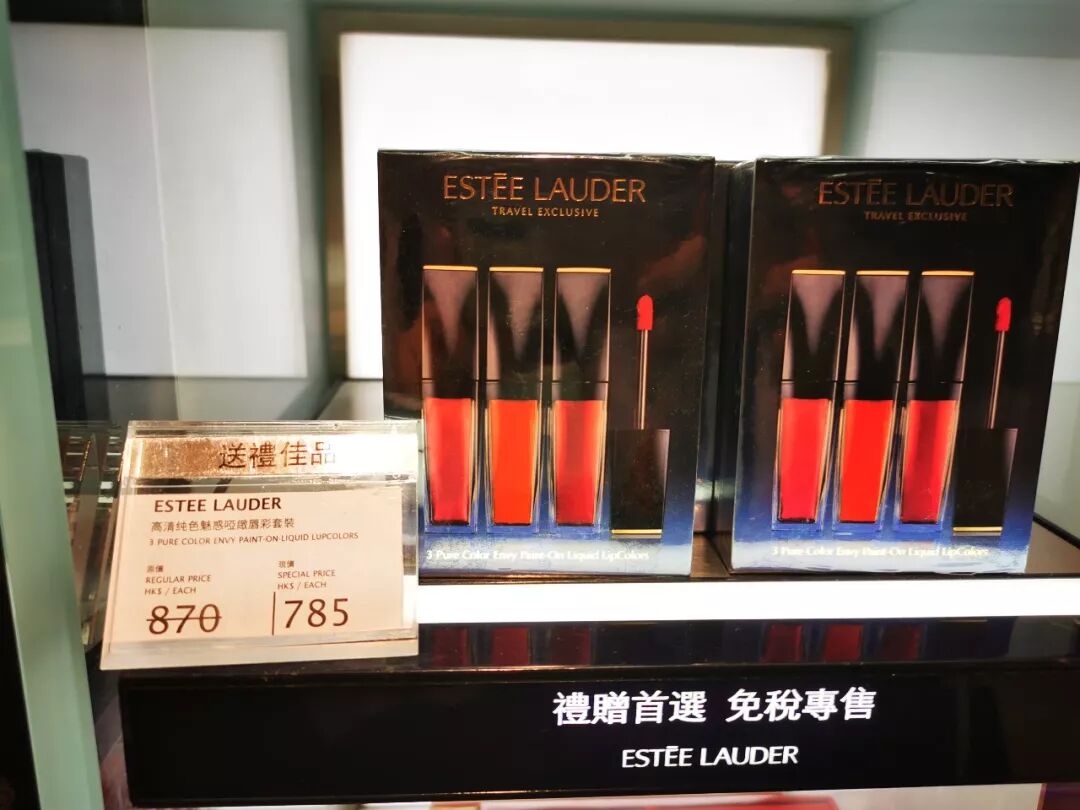 ESTĒE LAUDER
TRAVEL EXCLUSIVE
3 Pure Color Envy Paint-On Liquid LipColors
ESTĒE LAUDER
TRAVEL EXCLUSIVE
3 Pure Color Envy Paint-On Liquid LipColors
送禮佳品
ESTEE LAUDER
高清純色魅感啞緻唇彩套裝
3 PURE COLOR ENVY PAINT-ON LIQUID LUPCOLORS
原價
REGULAR PRICE
HK$ / EACH
870
現價
SPECIAL PRICE
HK$ / EACH
785
禮贈首選 免稅專售
ESTĒE LAUDER